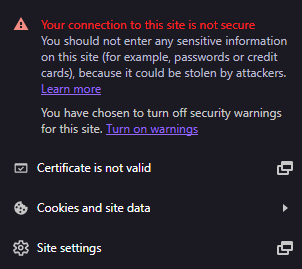 Your connection to this site is not secure
You should not enter any sensitive information
on this site (for example, passwords or credit
cards), because it could be stolen by attackers.
Learn more
You have chosen to turn off security warnings
for this site. Turn on warnings
Certificate is not valid
Cookies and site data
Site settings